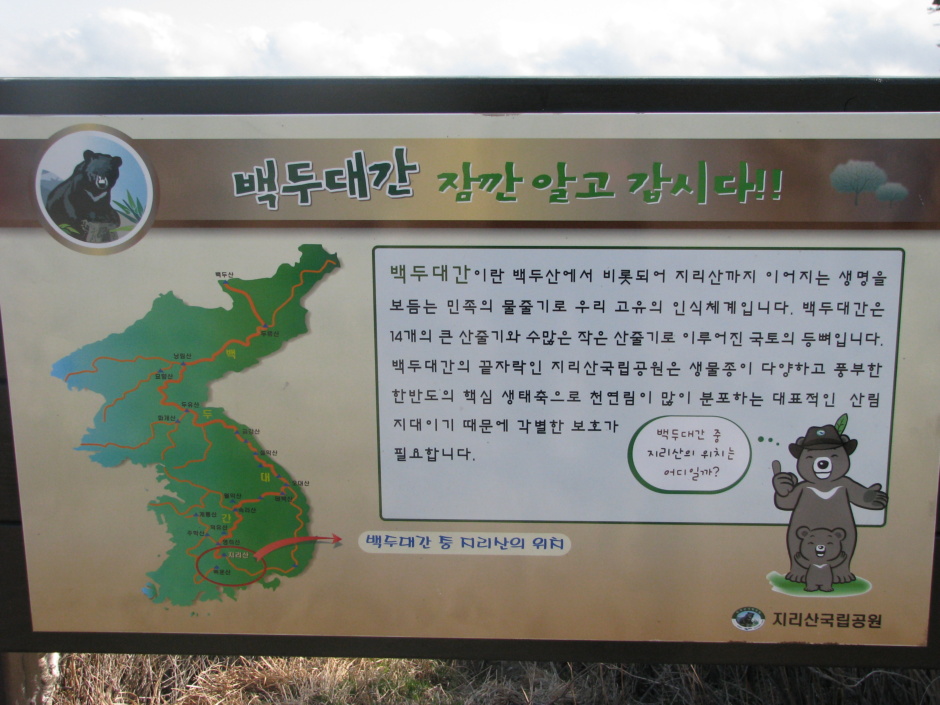 백두대간 잠깐 알고 갑시다!!
백두대간이란 백두산에서 비롯되어 지리산까지 이어지는 생명을
보듬는 민족의 물줄기로 우리 고유의 인식체계입니다. 백두대간은
14개의 큰 산줄기와 수많은 작은 산줄기로 이루어진 국토의 등뼈입니다.
백두대간의 끝자락인 지리산국립공원은 생물종이 다양하고 풍부한
한반도의 핵심 생태축으로 천연림이 많이 분포하는 대표적인 산림
지대이기 때문에 각별한 보호가
필요합니다.
백두대간 중
지리산의 위치는
어디일까?
백두산
백
두
대
간
지리산
백두대간 중 지리산의 위치
지리산국립공원